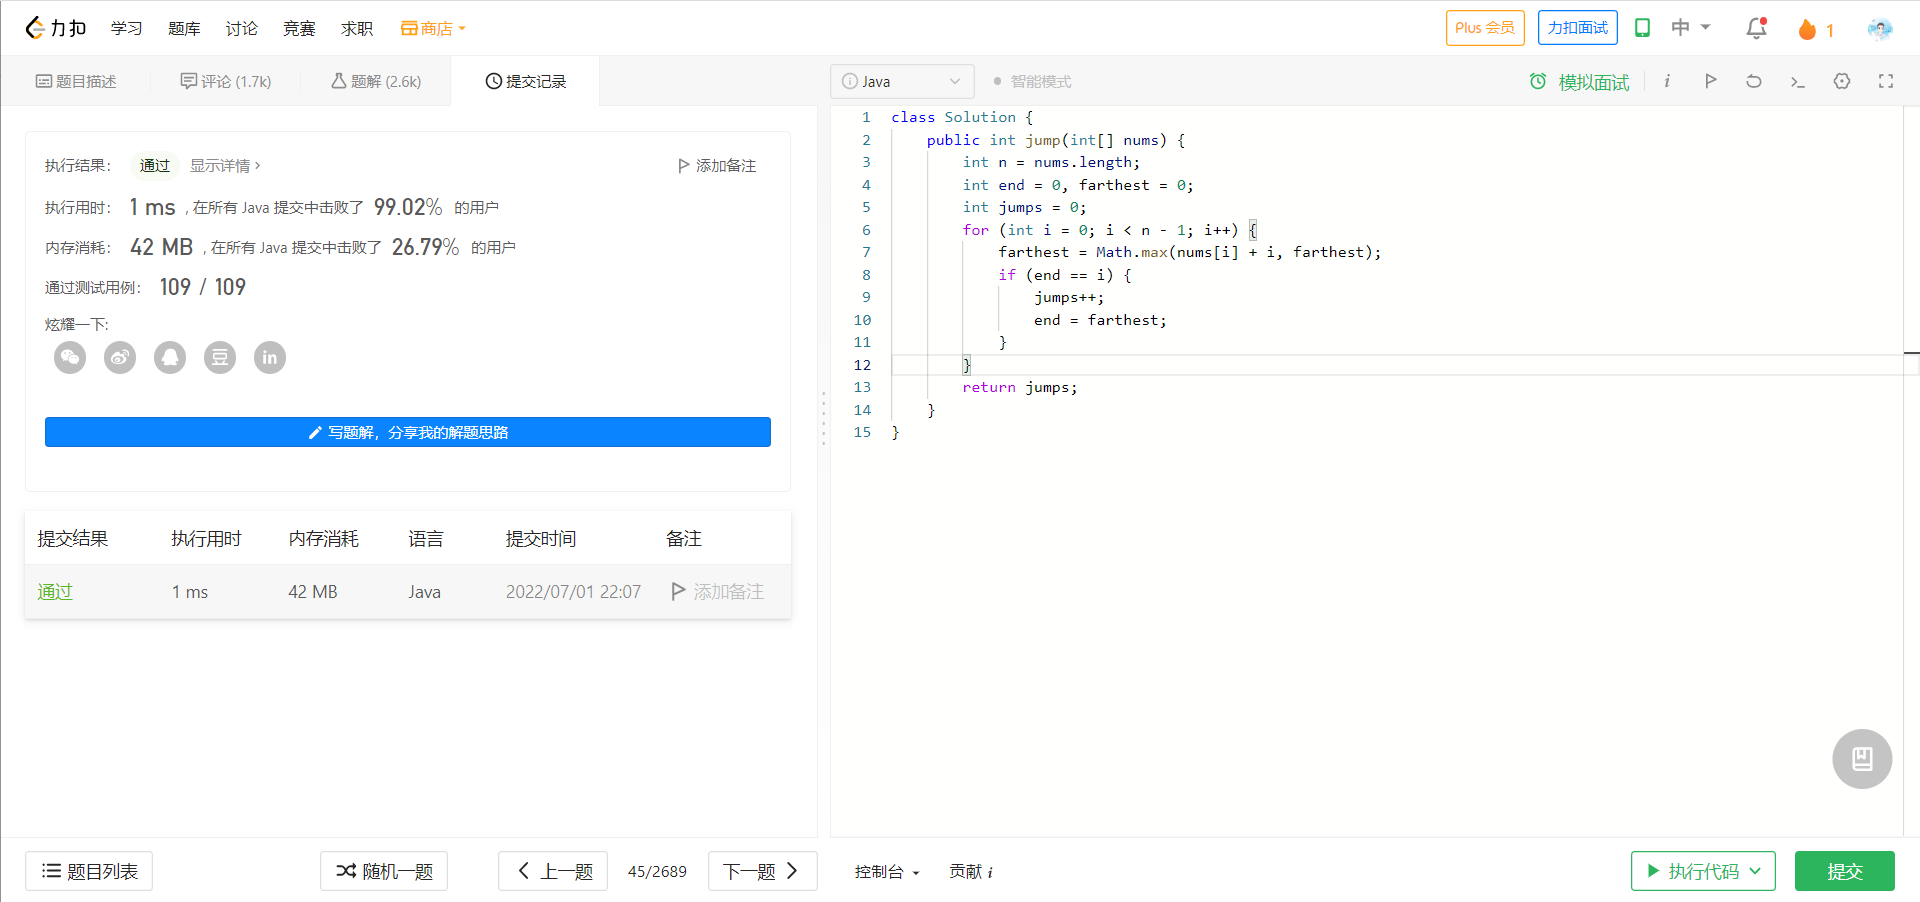 力扣 学习 题库 讨论 竞赛 求职 商店 Plus 会员 力扣面试 中 1
题目描述 评论 (1.7k) 题解 (2.6k) 提交记录
执行结果： 通过 显示详情 › 添加备注
执行用时： 1 ms , 在所有 Java 提交中击败了 99.02% 的用户
内存消耗： 42 MB , 在所有 Java 提交中击败了 26.79% 的用户
通过测试用例： 109 / 109
炫耀一下:
豆 in
写题解，分享我的解题思路
提交结果 执行用时 内存消耗 语言 提交时间 备注
通过 1 ms 42 MB Java 2022/07/01 22:07 添加备注
题目列表 随机一题 上一题 45/2689 下一题
Java 智能模式 模拟面试 i
1 class Solution {
2 public int jump(int[] nums) {
3 int n = nums.length;
4 int end = 0, farthest = 0;
5 int jumps = 0;
6 for (int i = 0; i < n - 1; i++) {
7 farthest = Math.max(nums[i] + i, farthest);
8 if (end == i) {
9 jumps++;
10 end = farthest;
11 }
12 }
13 return jumps;
14 }
15 }
控制台 贡献 i 执行代码 提交